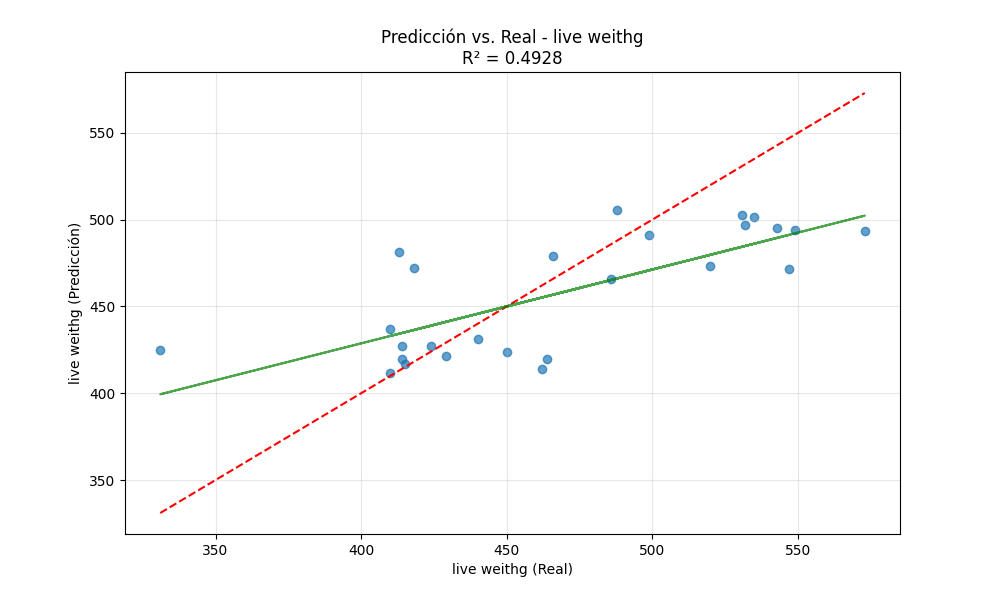 Predicción vs. Real - live weithg
R² = 0.4928
live weithg (Predicción)
550
500
450
400
350
350
400
450
500
550
live weithg (Real)